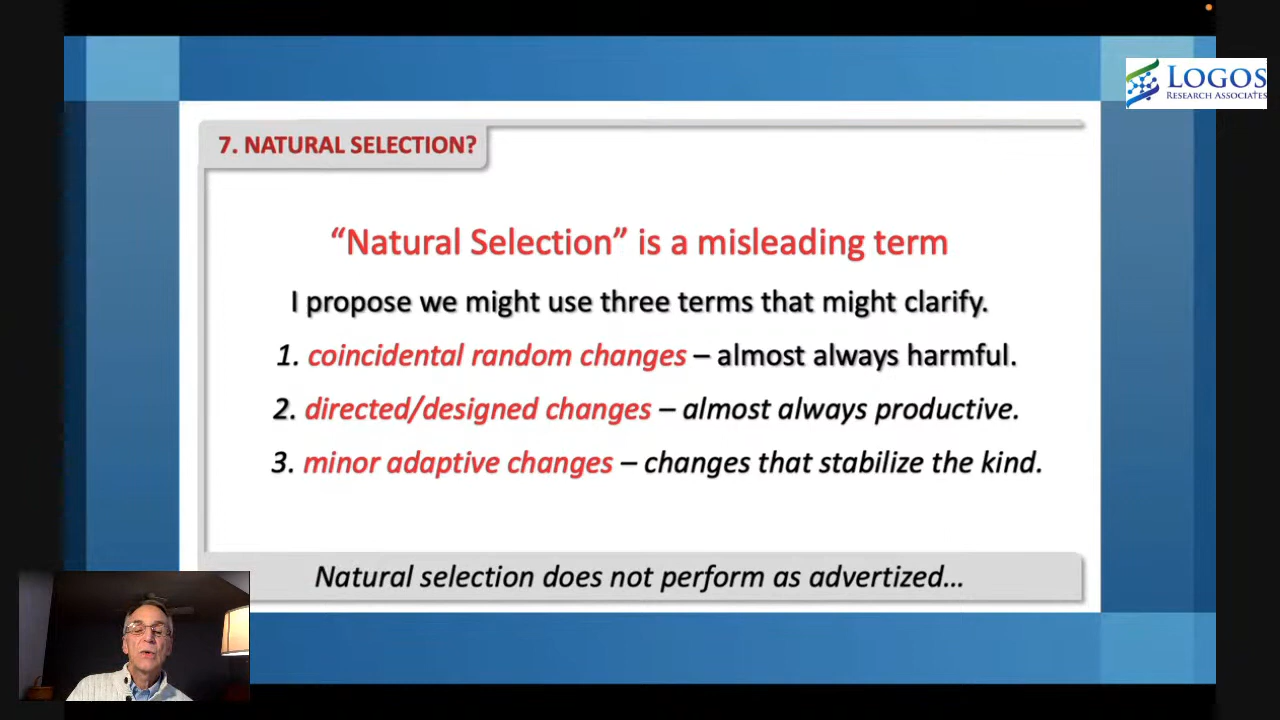 LOGOS
RESEARCH ASSOCIATES
7. NATURAL SELECTION?
“Natural Selection” is a misleading term
I propose we might use three terms that might clarify.
1. coincidental random changes – almost always harmful.
2. directed/designed changes – almost always productive.
3. minor adaptive changes – changes that stabilize the kind.
Natural selection does not perform as advertized...